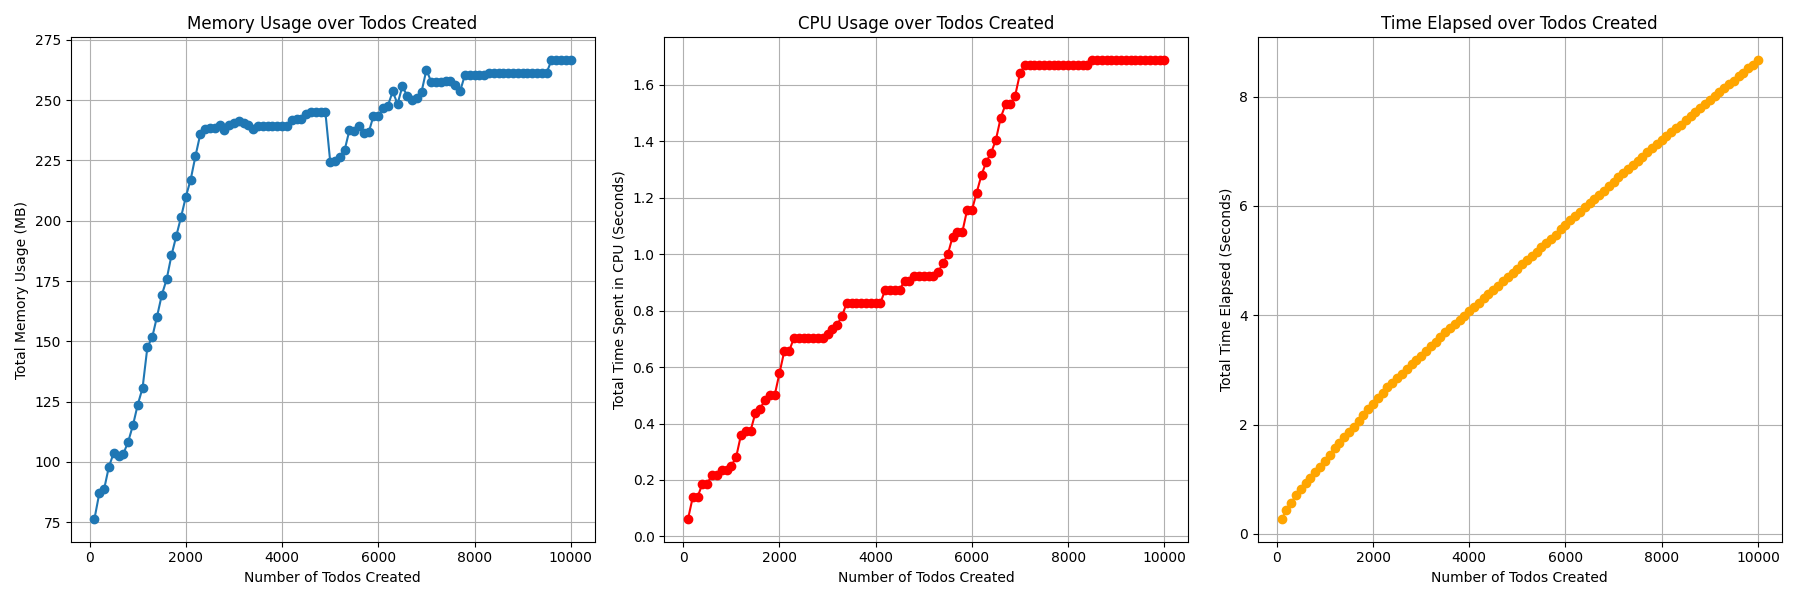 Memory Usage over Todos Created
275
250
225
200
175
150
125
100
75
0 2000 4000 6000 8000 10000
Total Memory Usage (MB)
Number of Todos Created
CPU Usage over Todos Created
1.6
1.4
1.2
1.0
0.8
0.6
0.4
0.2
0.0
0 2000 4000 6000 8000 10000
Total Time Spent in CPU (Seconds)
Number of Todos Created
Time Elapsed over Todos Created
8
6
4
2
0
0 2000 4000 6000 8000 10000
Total Time Elapsed (Seconds)
Number of Todos Created